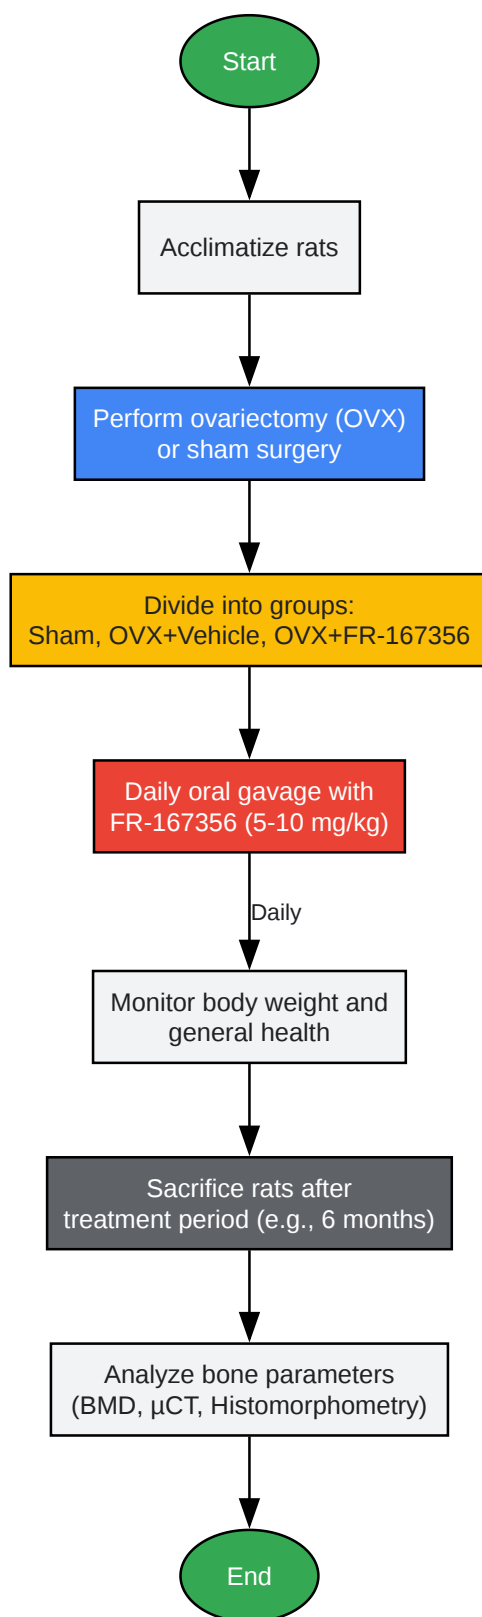 Start
Acclimatize rats
Perform ovariectomy (OVX)
or sham surgery
Divide into groups:
Sham, OVX+Vehicle, OVX+FR-167356
Daily oral gavage with
FR-167356 (5-10 mg/kg)
Daily
Monitor body weight and
general health
Sacrifice rats after
treatment period (e.g., 6 months)
Analyze bone parameters
(BMD, µCT, Histomorphometry)
End